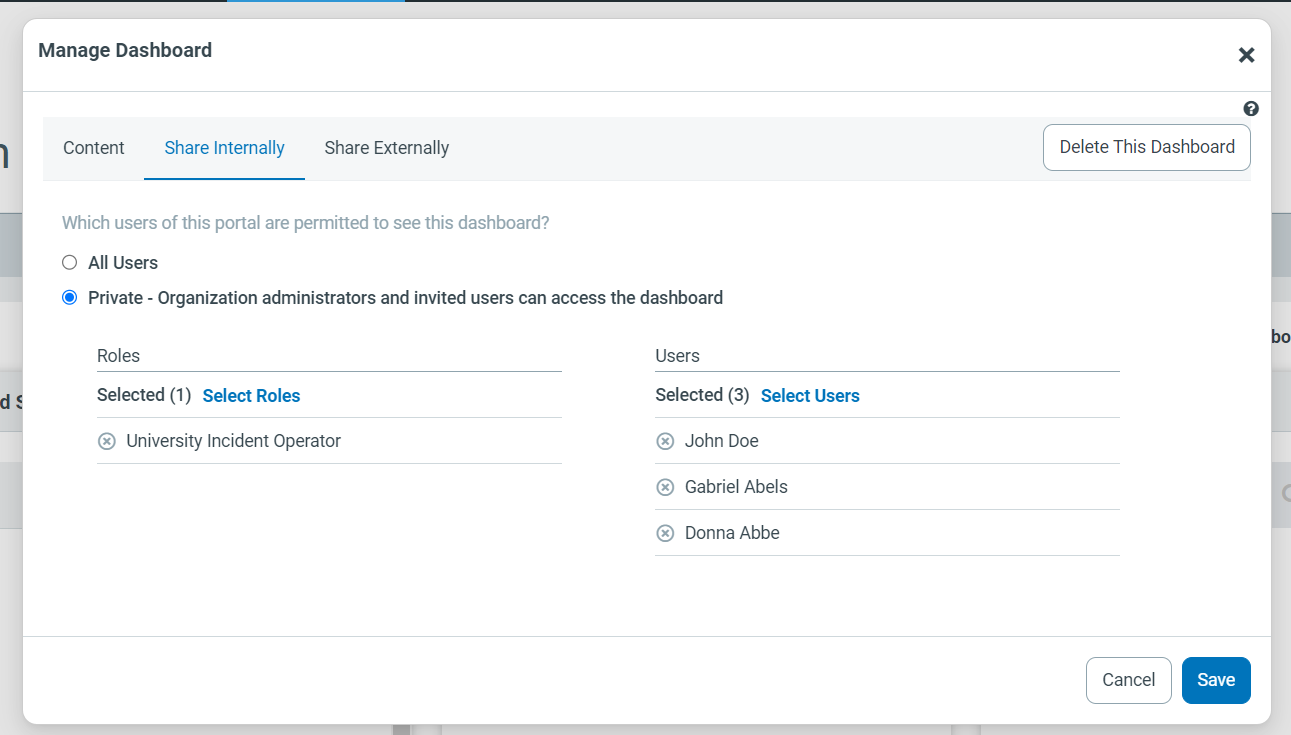 Manage Dashboard
Content
Share Internally
Share Externally
Delete This Dashboard
Which users of this portal are permitted to see this dashboard?
All Users
Private - Organization administrators and invited users can access the dashboard
Roles
Selected (1) Select Roles
University Incident Operator
Users
Selected (3) Select Users
John Doe
Gabriel Abels
Donna Abbe
Cancel
Save